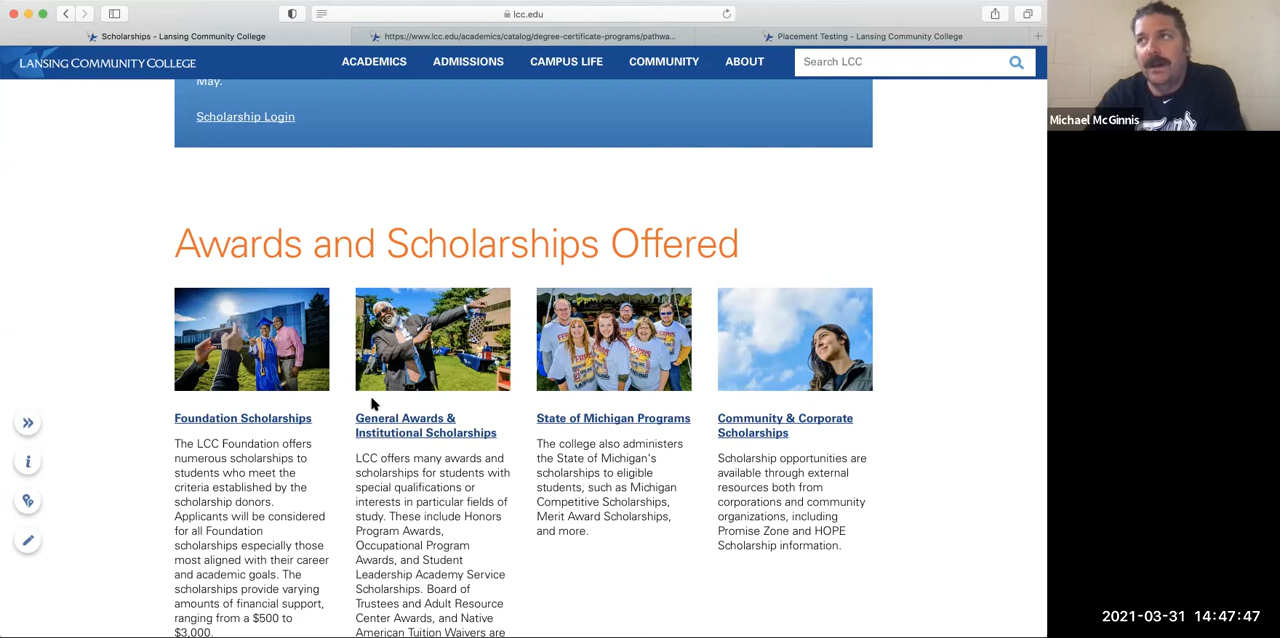 lcc.edu
Scholarships - Lansing Community College
https://www.lcc.edu/academics/catalog/degree-certificate-programs/pathwa...
Placement Testing - Lansing Community College
LANSING COMMUNITY COLLEGE
ACADEMICS
ADMISSIONS
CAMPUS LIFE
COMMUNITY
ABOUT
Search LCC
May.
Scholarship Login
Michael McGinnis
Awards and Scholarships Offered
Foundation Scholarships
The LCC Foundation offers
numerous scholarships to
students who meet the
criteria established by the
scholarship donors.
Applicants will be considered
for all Foundation
scholarships especially those
most aligned with their career
and academic goals. The
scholarships provide varying
amounts of financial support,
ranging from a $500 to
$3,000.
General Awards &
Institutional Scholarships
LCC offers many awards and
scholarships for students with
special qualifications or
interests in particular fields of
study. These include Honors
Program Awards,
Occupational Program
Awards, and Student
Leadership Academy Service
Scholarships. Board of
Trustees and Adult Resource
Center Awards, and Native
American Tuition Waivers are
State of Michigan Programs
The college also administers
the State of Michigan's
scholarships to eligible
students, such as Michigan
Competitive Scholarships,
Merit Award Scholarships,
and more.
Community & Corporate
Scholarships
Scholarship opportunities are
available through external
resources both from
corporations and community
organizations, including
Promise Zone and HOPE
Scholarship information.
2021-03-31 14:47:47